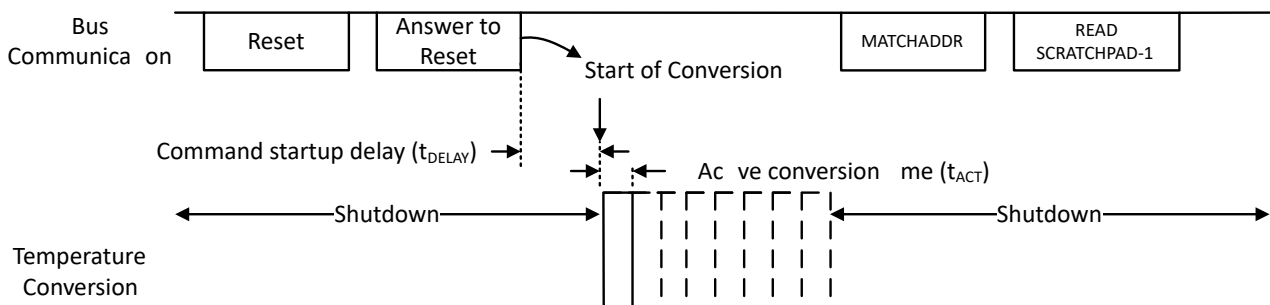 Bus
Communica on
Reset
Answer to
Reset
MATCHADDR
READ
SCRATCHPAD-1
Start of Conversion
Command startup delay (tDELAY)
Ac ve conversion me (tACT)
Shutdown
Shutdown
Temperature
Conversion